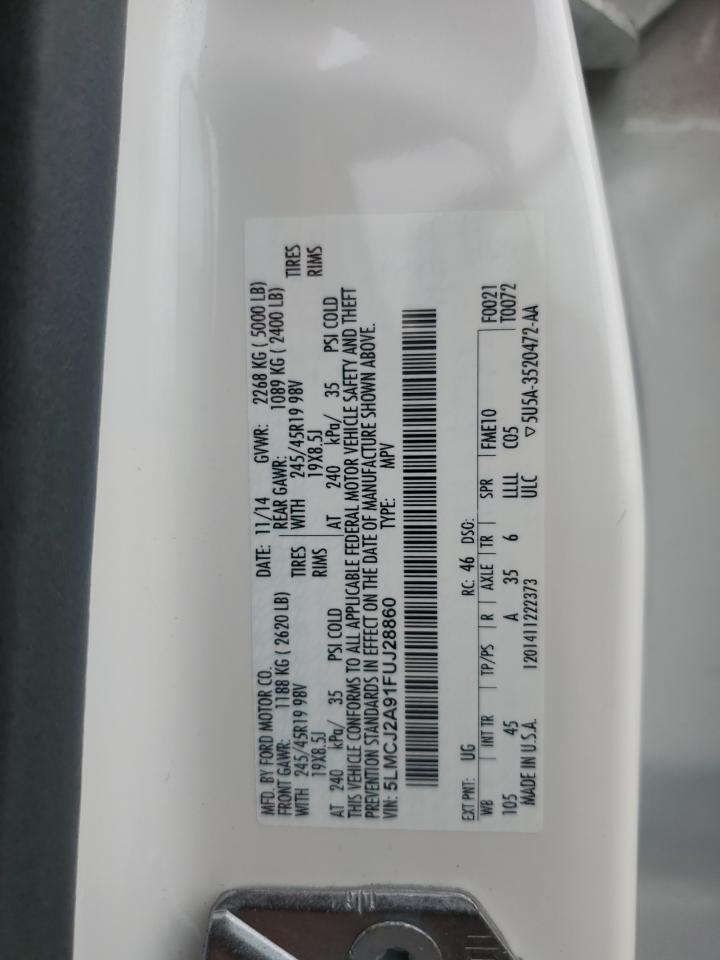 MFD. BY FORD MOTOR CO. DATE: 11/14 GVWR: 2268 KG ( 5000 LB)
FRONT GAWR: 1188 KG ( 2620 LB) REAR GAWR: 1089 KG ( 2400 LB)
WITH 245/45R19 98V TIRES WITH 245/45R19 98V TIRES
19X8.5J RIMS 19X8.5J RIMS
AT 240 kPa/ 35 PSI COLD AT 240 kPa/ 35 PSI COLD
THIS VEHICLE CONFORMS TO ALL APPLICABLE FEDERAL MOTOR VEHICLE SAFETY AND THEFT
PREVENTION STANDARDS IN EFFECT ON THE DATE OF MANUFACTURE SHOWN ABOVE.
VIN: 5LMCJ2A91FUJ28860 TYPE: MPV
EXT PNT: UG RC: 46 DSO:
WB INT TR TP/PS R AXLE TR SPR FME10 F0021
105 45 A 35 6 LLLL C05 T0072
MADE IN U.S.A. 1201411222373 ULC ▽5U5A-3520472-AA